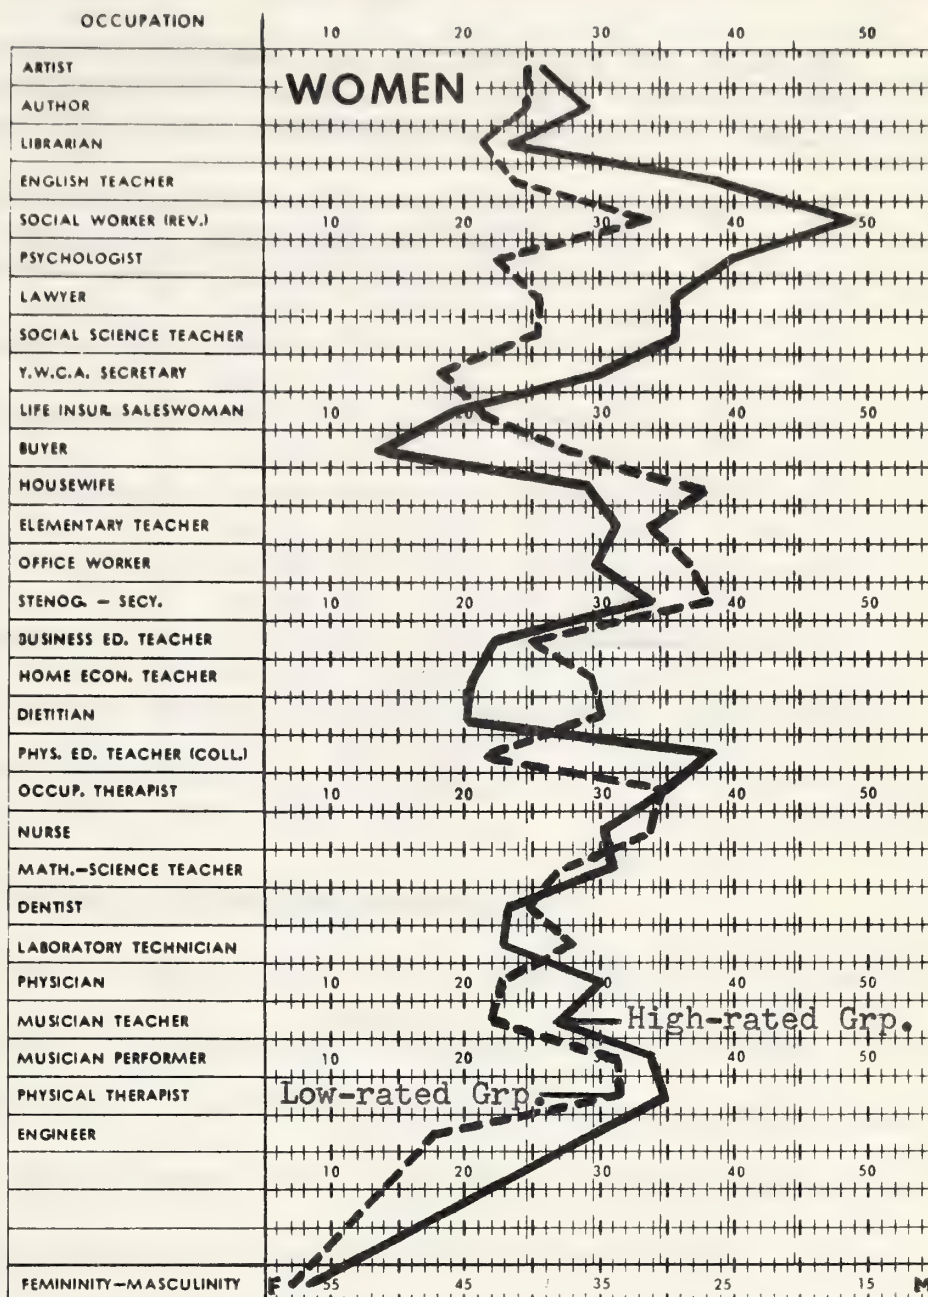 OCCUPATION 10 20 30 40 50
ARTIST
WOMEN
AUTHOR
LIBRARIAN
ENGLISH TEACHER
SOCIAL WORKER (REV.) 10 20 30 40 50
PSYCHOLOGIST
LAWYER
SOCIAL SCIENCE TEACHER
Y.W.C.A. SECRETARY
LIFE INSUR. SALESWOMAN 10 20 30 40 50
BUYER
HOUSEWIFE
ELEMENTARY TEACHER
OFFICE WORKER
STENOG. – SECY. 10 20 30 40 50
BUSINESS ED. TEACHER
HOME ECON. TEACHER
DIETITIAN
PHYS. ED. TEACHER (COLL.)
OCCUP. THERAPIST 10 20 30 40 50
NURSE
MATH.–SCIENCE TEACHER
DENTIST
LABORATORY TECHNICIAN
PHYSICIAN 10 20 30 40 50
MUSICIAN TEACHER High-rated Grp.
MUSICIAN PERFORMER
PHYSICAL THERAPIST Low-rated Grp.
ENGINEER
10 20 30 40 50
FEMININITY–MASCULINITY F 55 45 35 15 M